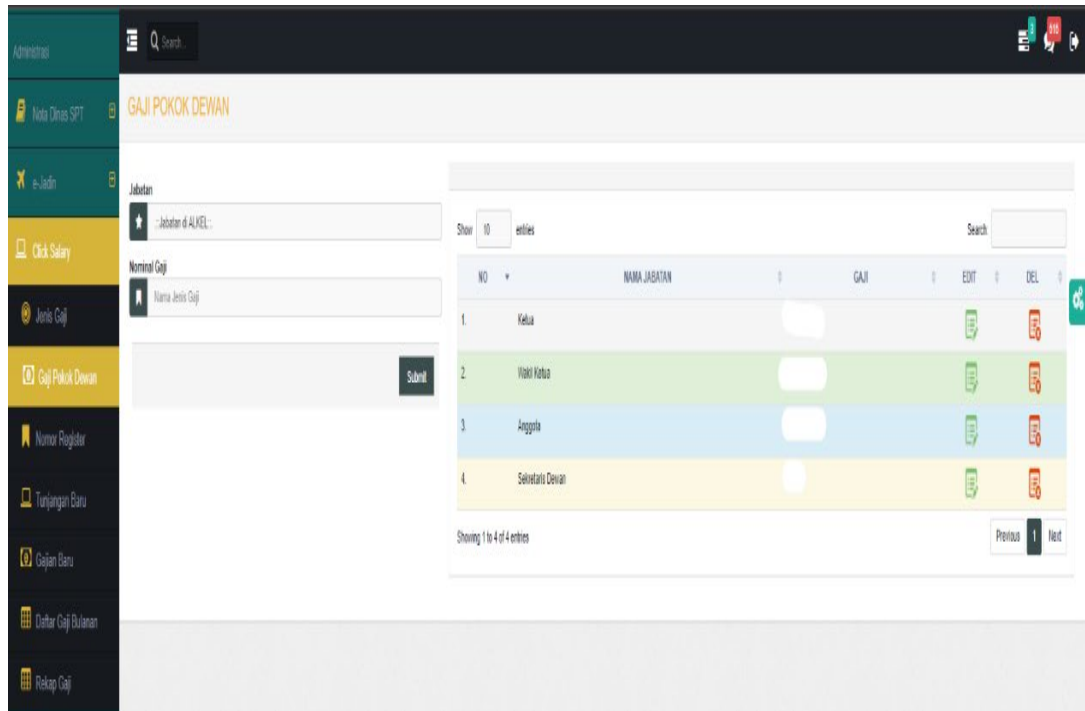 Administrasi
Search..
2
515
Nota Dinas SPT
e-Jadin
Click Salary
Jenis Gaji
Gaji Pokok Dewan
Nomor Register
Tunjangan Baru
Gajian Baru
Daftar Gaji Bulanan
Rekap Gaji
GAJI POKOK DEWAN
Jabatan
::Jabatan di ALKEL::.
Nominal Gaji
Nama Jenis Gaji
Submit
Show 10 entries
Search:
NO NAMA JABATAN GAJI EDIT DEL
1. Ketua
2. Wakil Ketua
3. Anggota
4. Sekretaris Dewan
Showing 1 to 4 of 4 entries
Previous 1 Next